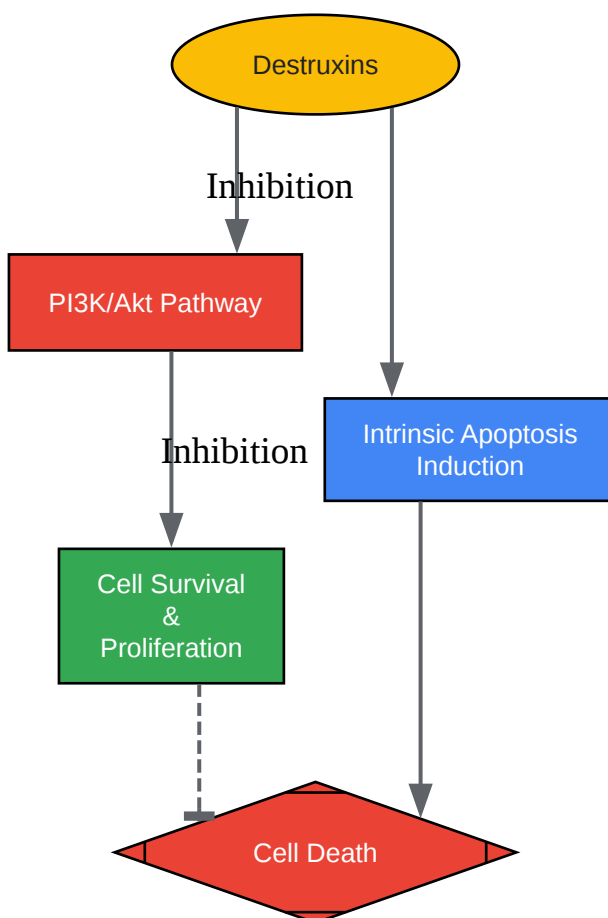 Destruxins
Inhibition
PI3K/Akt Pathway
Intrinsic Apoptosis
Induction
Inhibition
Cell Survival
&
Proliferation
Cell Death